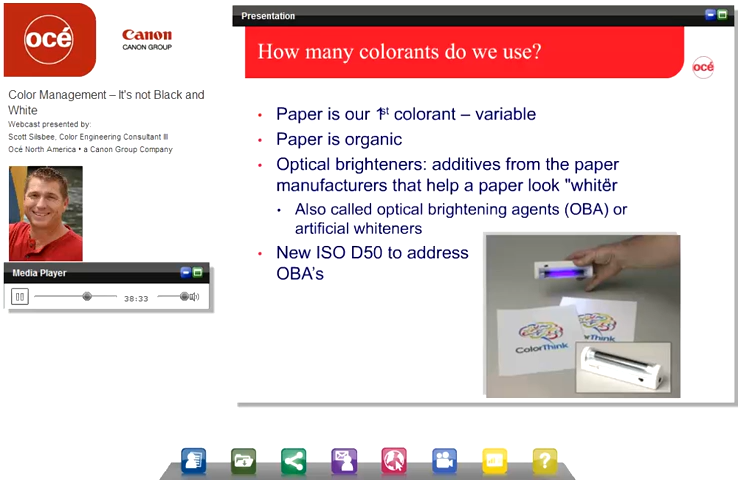 océ
Canon
CANON GROUP
Color Management – It's not Black and
White
Webcast presented by:
Scott Silsbee, Color Engineering Consultant III
Océ North America • a Canon Group Company
Media Player
38:33
Presentation
How many colorants do we use?
océ
• Paper is our 1st colorant – variable
• Paper is organic
• Optical brighteners: additives from the paper
manufacturers that help a paper look "whiter"
• Also called optical brightening agents (OBA) or
artificial whiteners
• New ISO D50 to address
OBA's
ColorThink
Think
?